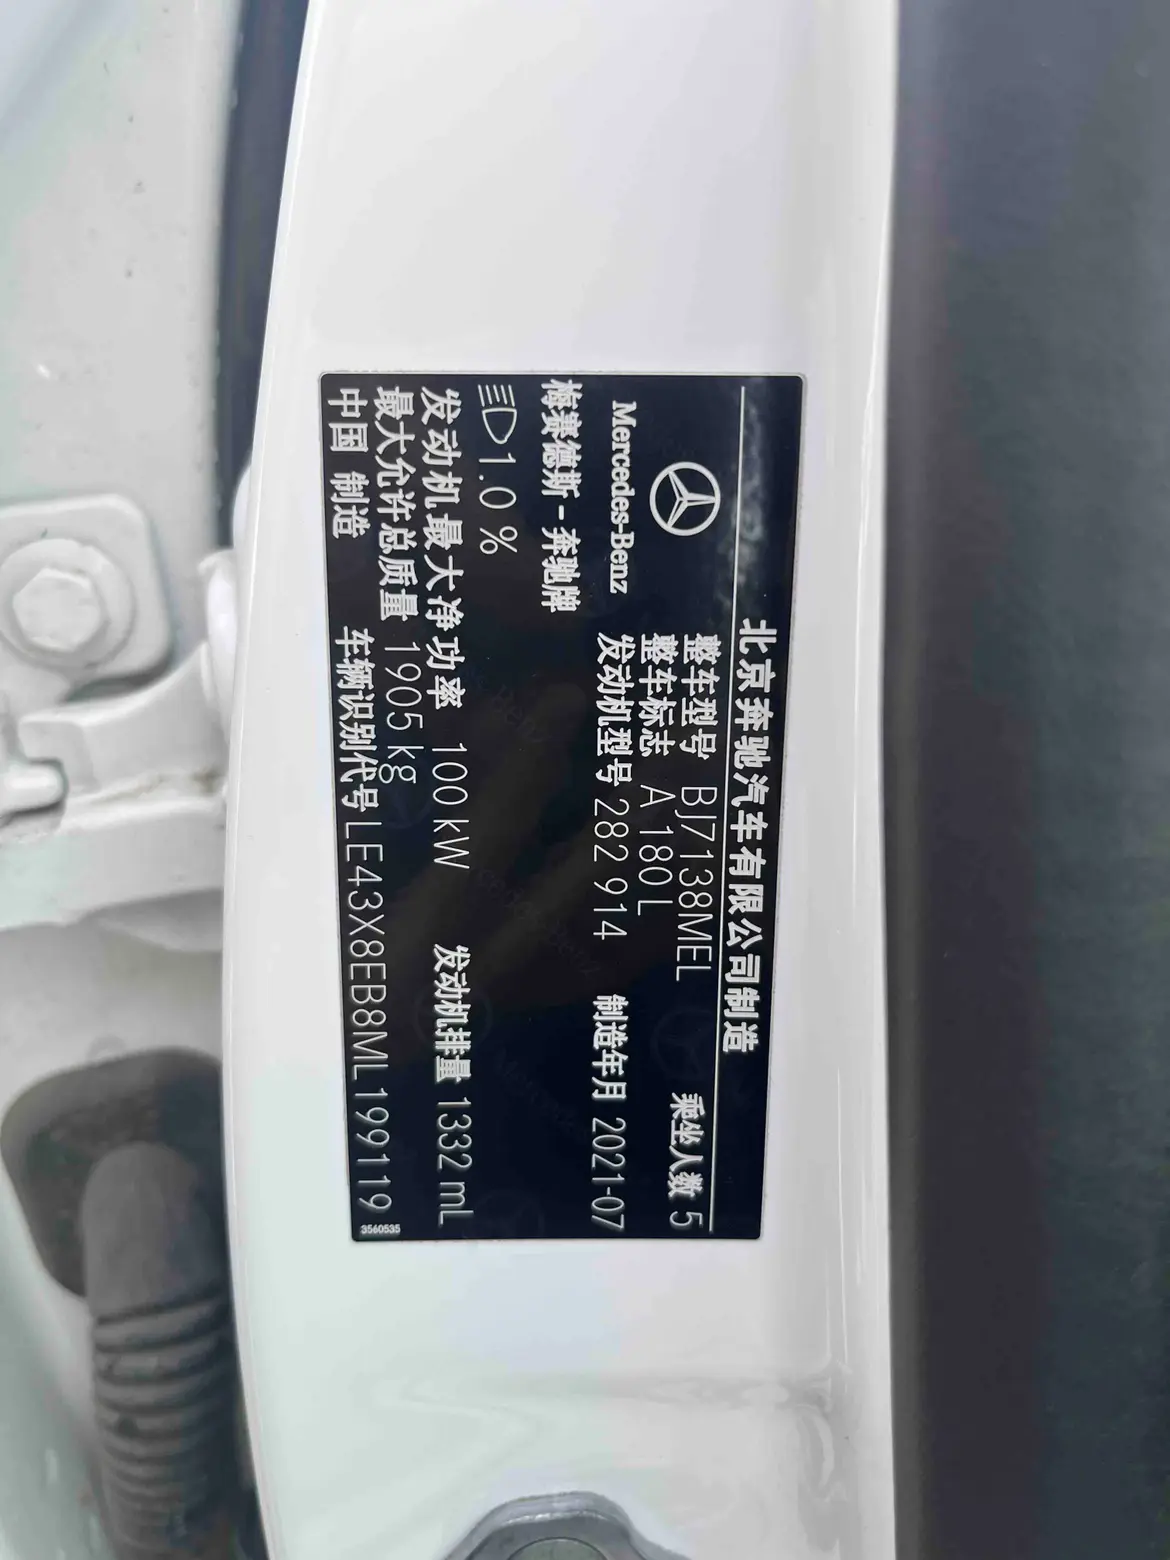 北京奔驰汽车有限公司制造
整车型号 BJ7138MEL 乘坐人数 5
整车标志 A 180 L
Mercedes-Benz
发动机型号 282 914 制造年月 2021-07
梅赛德斯-奔驰牌
1.0 %
发动机最大净功率 100 kW 发动机排量 1332 mL
最大允许总质量 1905 kg
中国 制造 车辆识别代号 LE43X8EB8ML199119
3560535